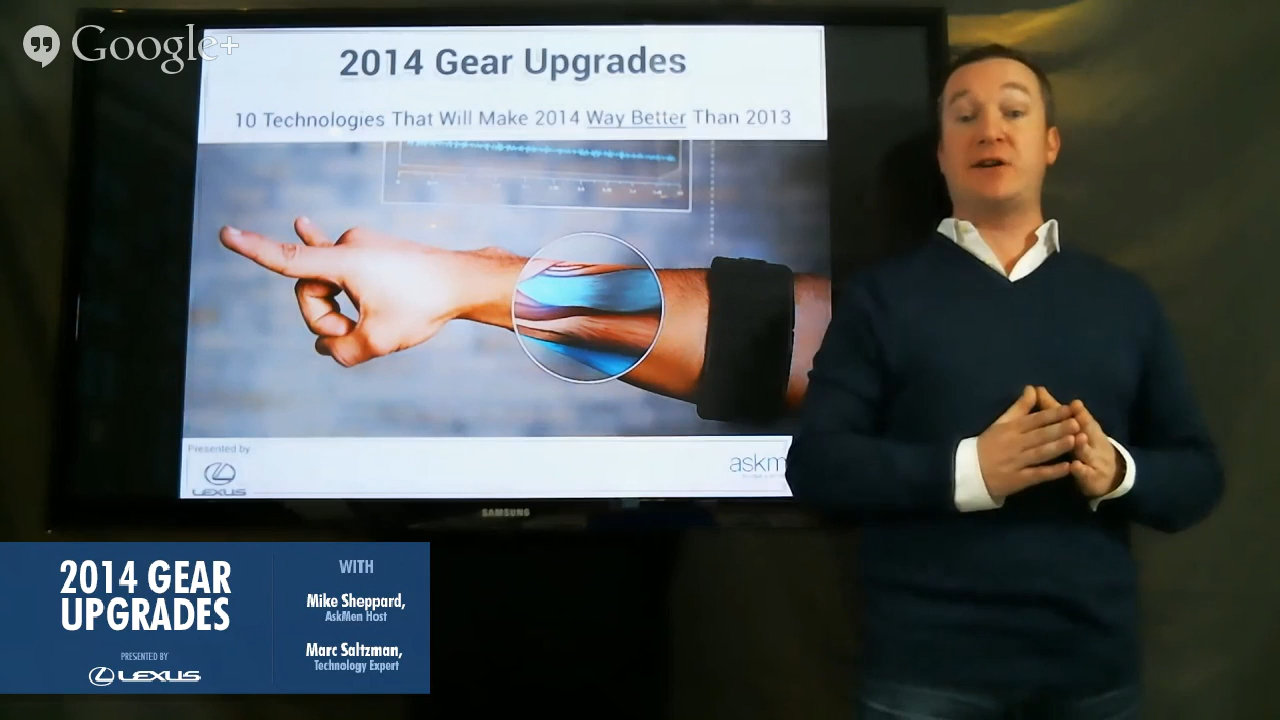 Google+
2014 Gear Upgrades
10 Technologies That Will Make 2014 Way Better Than 2013
Presented by
LEXUS
askm
SAMSUNG
2014 GEAR
UPGRADES
PRESENTED BY
LEXUS
WITH
Mike Sheppard,
AskMen Host
Marc Saltzman,
Technology Expert